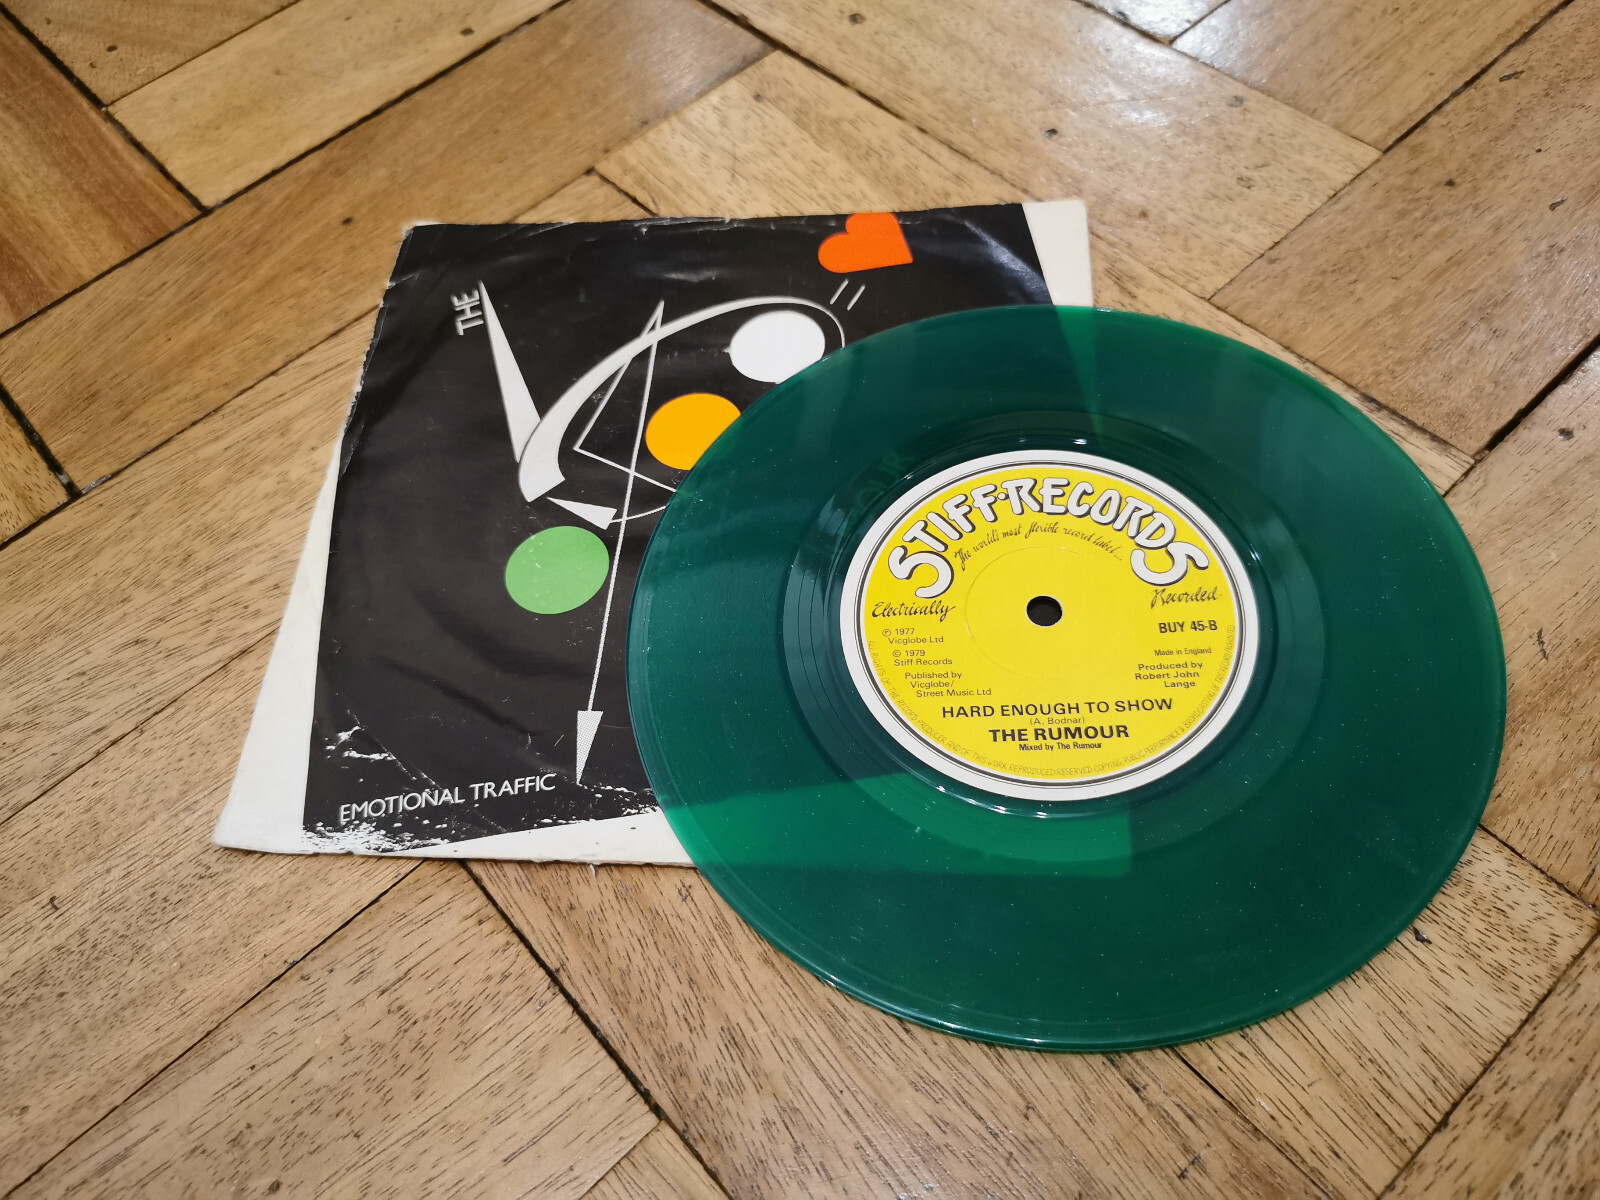 THE
EMOTIONAL TRAFFIC
STIFF·RECORDS
The world's most flexible record label...
Electrically
Recorded
℗ 1977
Vicglobe Ltd
© 1979
Stiff Records
Published by
Vicglobe/
Street Music Ltd
BUY 45-B
Made in England
Produced by
Robert John
Lange
HARD ENOUGH TO SHOW
(A. Bodnar)
THE RUMOUR
Mixed by The Rumour